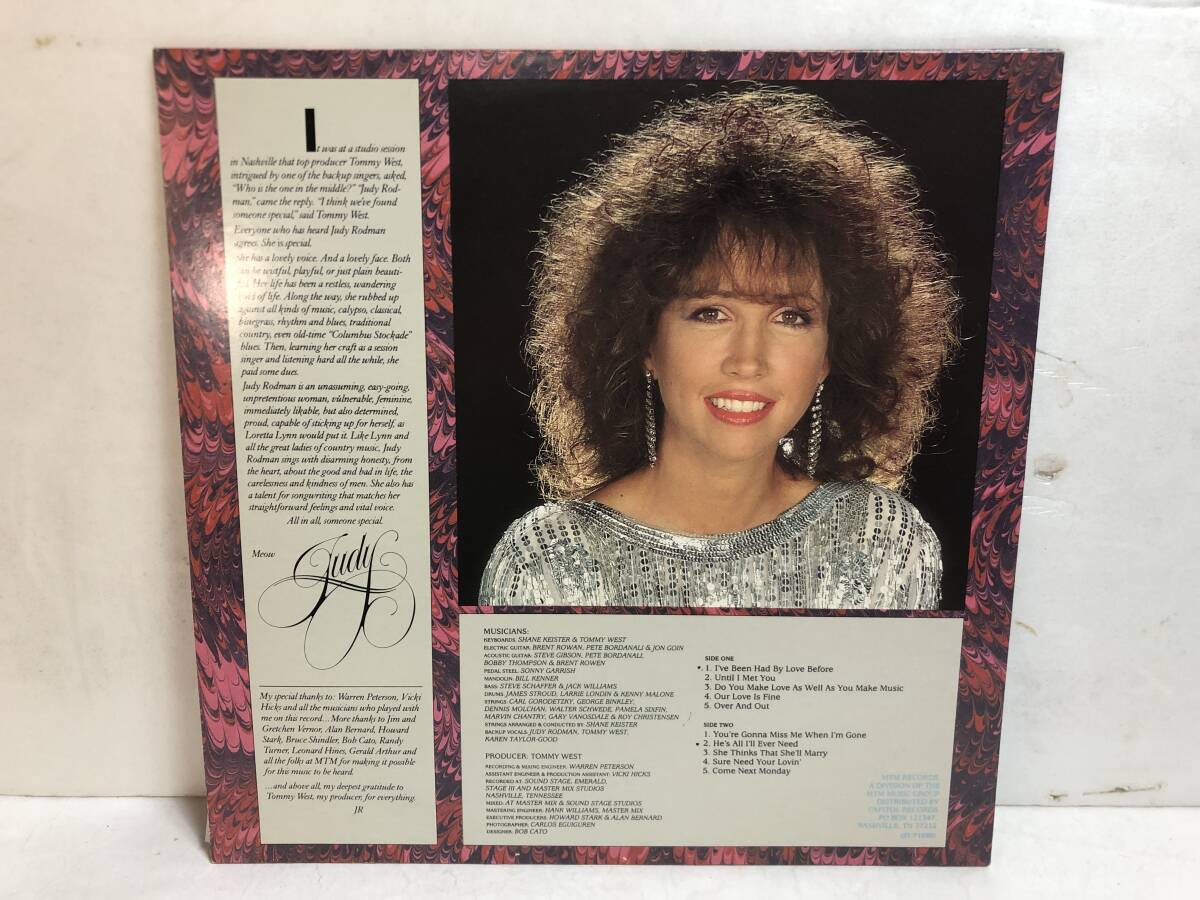 It was at a studio session
in Nashville that top producer Tommy West,
intrigued by one of the backup singers, asked,
"Who is the one in the middle?" "Judy Rod-
man," came the reply. "I think we've found
someone special," said Tommy West.
Everyone who has heard Judy Rodman
agrees. She is special.
She has a lovely voice. And a lovely face. Both
can be wistful, playful, or just plain beauti-
ful. Her life has been a restless, wandering
of life. Along the way, she rubbed up
against all kinds of music, calypso, classical,
bluegrass, rhythm and blues, traditional
country, even old-time "Columbus Stockade"
blues. Then, learning her craft as a session
singer and listening hard all the while, she
paid some dues.
Judy Rodman is an unassuming, easy-going,
unpretentious woman, vulnerable, feminine,
immediately likable, but also determined,
proud, capable of sticking up for herself, as
Loretta Lynn would put it. Like Lynn and
all the great ladies of country music, Judy
Rodman sings with disarming honesty, from
the heart, about the good and bad in life, the
carelessness and kindness of men. She also has
a talent for songwriting that matches her
straightforward feelings and vital voice.
All in all, someone special.
Meow
Judy
My special thanks to: Warren Peterson, Vicki
Hicks and all the musicians who played with
me on this record... More thanks to Jim and
Gretchen Vernor, Alan Bernard, Howard
Stark, Bruce Shindler, Bob Cato, Randy
Turner, Leonard Hines, Gerald Arthur and
all the folks at MTM for making it possible
for this music to be heard.
...and above all, my deepest gratitude to
Tommy West, my producer, for everything.
JR
MUSICIANS:
KEYBOARDS: SHANE KEISTER & TOMMY WEST
ELECTRIC GUITAR: BRENT ROWAN, PETE BORDANALI & JON GOIN
ACOUSTIC GUITAR: STEVE GIBSON, PETE BORDANALI,
BOBBY THOMPSON & BRENT ROWEN
PEDAL STEEL: SONNY GARRISH
MANDOLIN: BILL KENNER
BASS: STEVE SCHAFFER & JACK WILLIAMS
DRUMS: JAMES STROUD, LARRIE LONDIN & KENNY MALONE
STRINGS: CARL GORODETZKY, GEORGE BINKLEY,
DENNIS MOLCHAN, WALTER SCHWEDE, PAMELA SIXFIN,
MARVIN CHANTRY, GARY VANOSDALE & ROY CHRISTENSEN
STRINGS ARRANGED & CONDUCTED BY: SHANE KEISTER
BACKUP VOCALS: JUDY RODMAN, TOMMY WEST,
KAREN TAYLOR-GOOD
PRODUCER: TOMMY WEST
RECORDING & MIXING ENGINEER: WARREN PETERSON
ASSISTANT ENGINEER & PRODUCTION ASSISTANT: VICKI HICKS
RECORDED AT: SOUND STAGE, EMERALD,
STAGE III AND MASTER MIX STUDIOS
NASHVILLE, TENNESSEE
MIXED: AT MASTER MIX & SOUND STAGE STUDIOS
MASTERING ENGINEER: HANK WILLIAMS, MASTER MIX
EXECUTIVE PRODUCERS: HOWARD STARK & ALAN BERNARD
PHOTOGRAPHER: CARLOS EGUIGUREN
DESIGNER: BOB CATO
SIDE ONE
• 1. I've Been Had By Love Before
2. Until I Met You
3. Do You Make Love As Well As You Make Music
4. Our Love Is Fine
5. Over And Out
SIDE TWO
1. You're Gonna Miss Me When I'm Gone
• 2. He's All I'll Ever Need
3. She Thinks That She'll Marry
4. Sure Need Your Lovin'
5. Come Next Monday
MTM RECORDS,
A DIVISION OF THE
MTM MUSIC GROUP
DISTRIBUTED BY
CAPITOL RECORDS
PO BOX 121347,
NASHVILLE, TN 37212